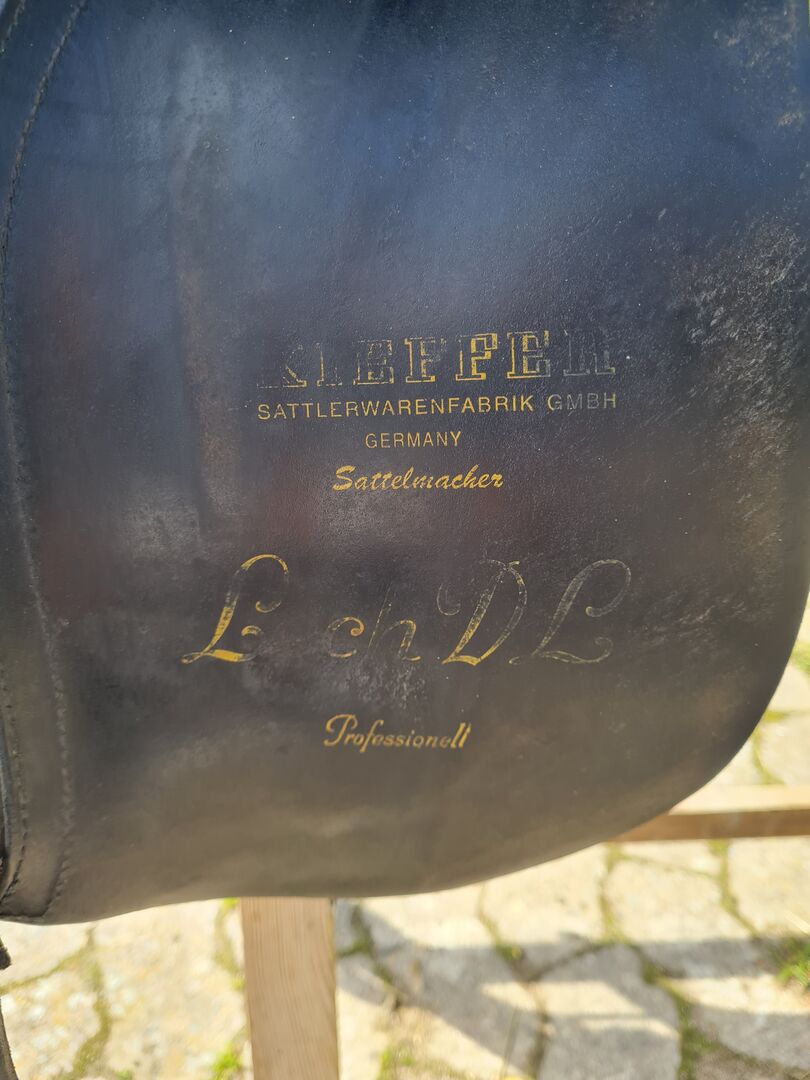 KIEFFER
SATTLERWARENFABRIK GMBH
GERMANY
Sattelmacher
Lech DL
Professionell